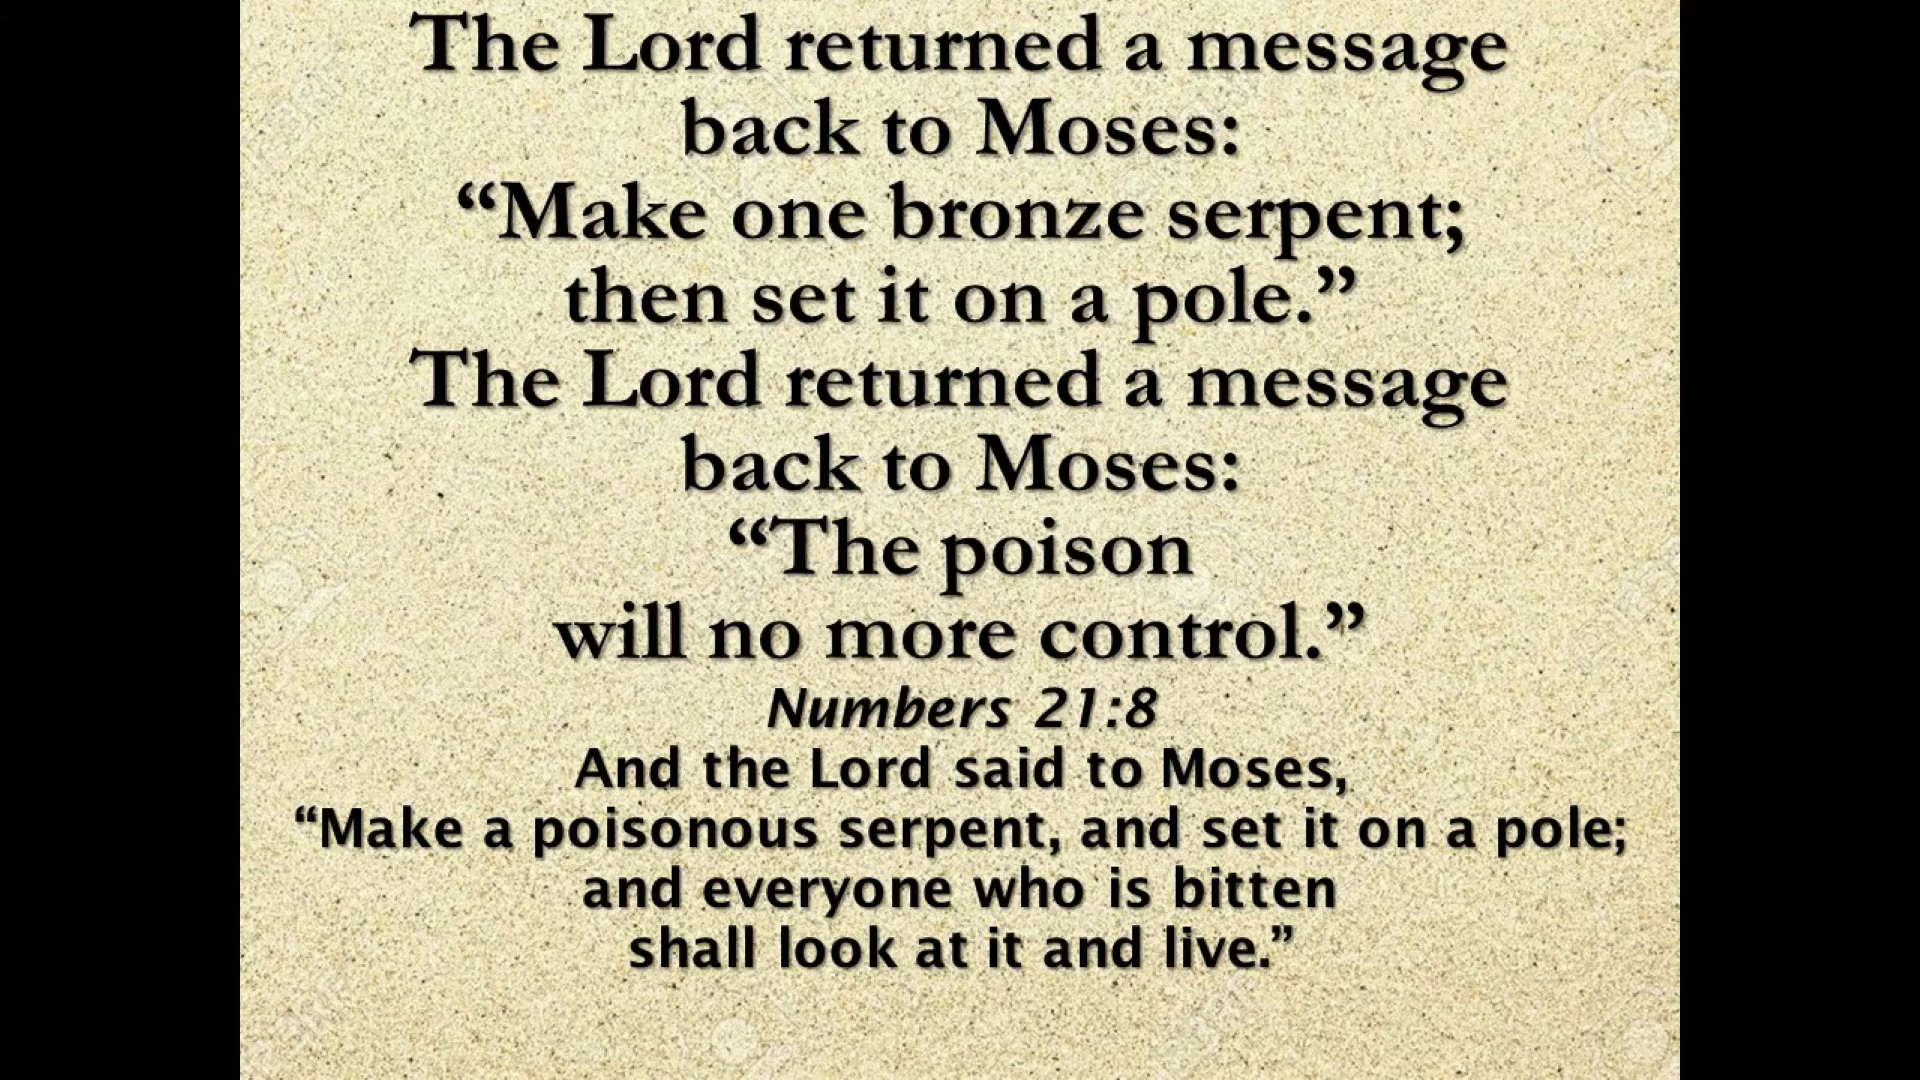 The Lord returned a message
back to Moses:
“Make one bronze serpent;
then set it on a pole.”
The Lord returned a message
back to Moses:
“The poison
will no more control.”
Numbers 21:8
And the Lord said to Moses,
“Make a poisonous serpent, and set it on a pole;
and everyone who is bitten
shall look at it and live.”